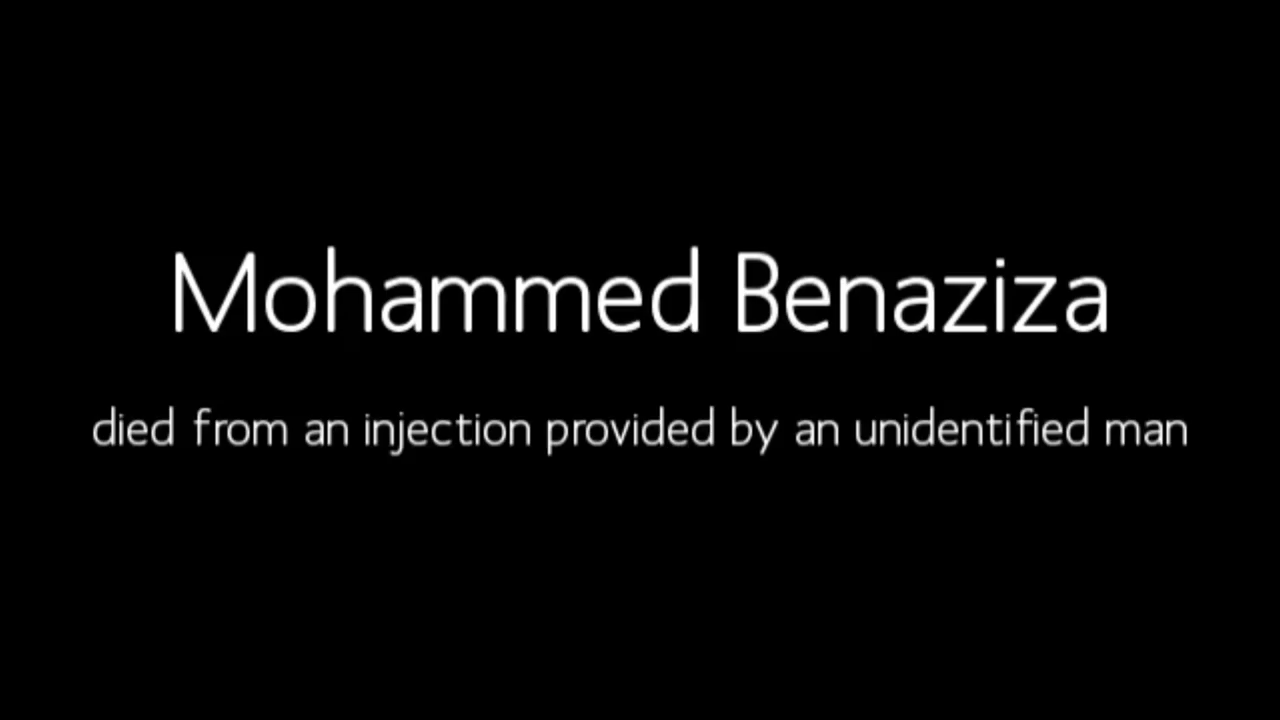 Mohammed Benaziza
died from an injection provided by an unidentified man